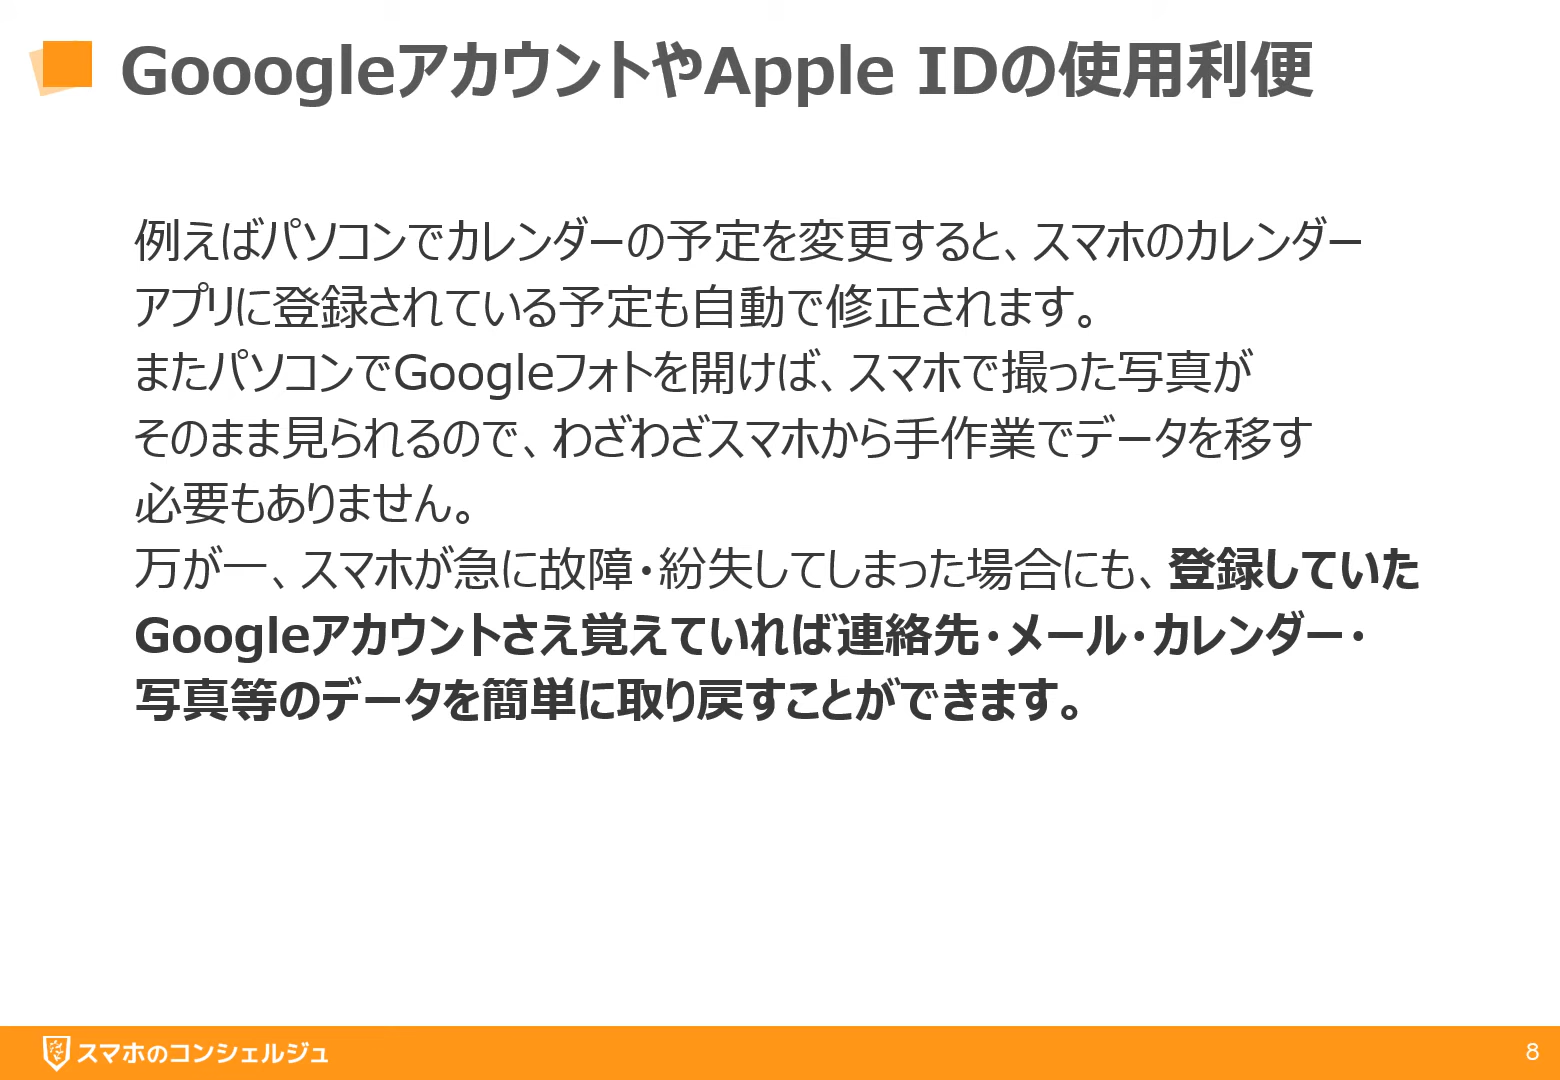 GooogleアカウントやApple IDの使用利便
例えばパソコンでカレンダーの予定を変更すると、スマホのカレンダー
アプリに登録されている予定も自動で修正されます。
またパソコンでGoogleフォトを開けば、スマホで撮った写真が
そのまま見られるので、わざわざスマホから手作業でデータを移す
必要もありません。
万が一、スマホが急に故障・紛失してしまった場合にも、登録していた
Googleアカウントさえ覚えていれば連絡先・メール・カレンダー・
写真等のデータを簡単に取り戻すことができます。
スマホのコンシェルジュ
8